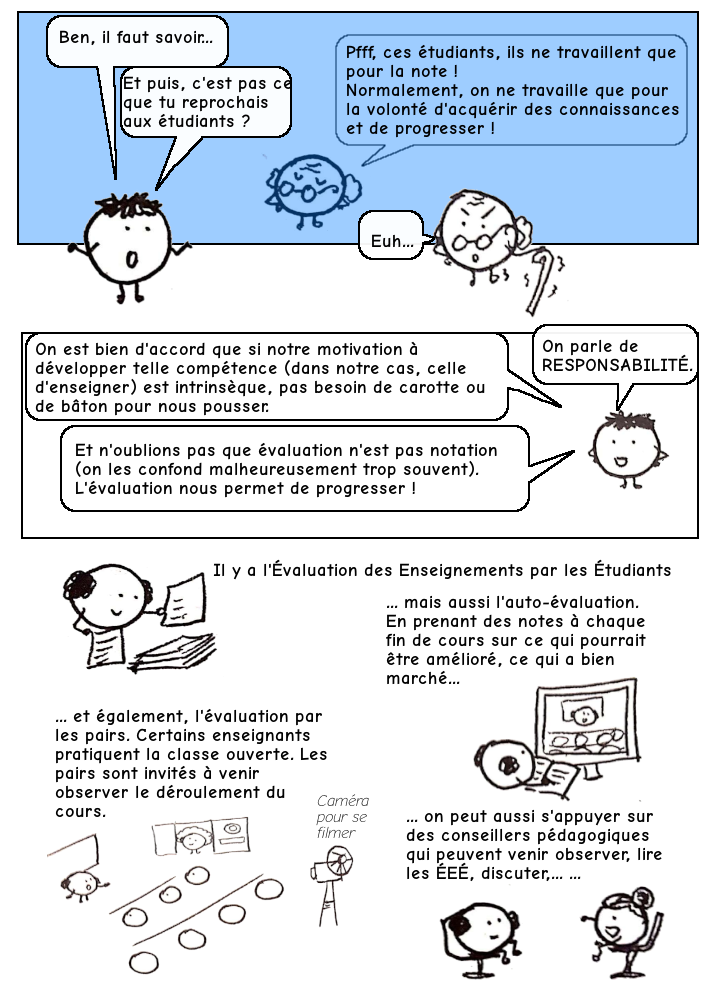 Ben, il faut savoir...
Et puis, c'est pas ce
que tu reprochais
aux étudiants ?
Pfff, ces étudiants, ils ne travaillent que
pour la note !
Normalement, on ne travaille que pour
la volonté d'acquérir des connaissances
et de progresser !
Euh...
On est bien d'accord que si notre motivation à
développer telle compétence (dans notre cas, celle
d'enseigner) est intrinsèque, pas besoin de carotte ou
de bâton pour nous pousser.
On parle de
RESPONSABILITÉ.
Et n'oublions pas que évaluation n'est pas notation
(on les confond malheureusement trop souvent).
L'évaluation nous permet de progresser !
Il y a l'Évaluation des Enseignements par les Étudiants
... mais aussi l'auto-évaluation.
En prenant des notes à chaque
fin de cours sur ce qui pourrait
être amélioré, ce qui a bien
marché...
... et également, l'évaluation par
les pairs. Certains enseignants
pratiquent la classe ouverte. Les
pairs sont invités à venir
observer le déroulement du
cours.
Caméra
pour se
filmer
... on peut aussi s'appuyer sur
des conseillers pédagogiques
qui peuvent venir observer, lire
les ÉEÉ, discuter,... ...